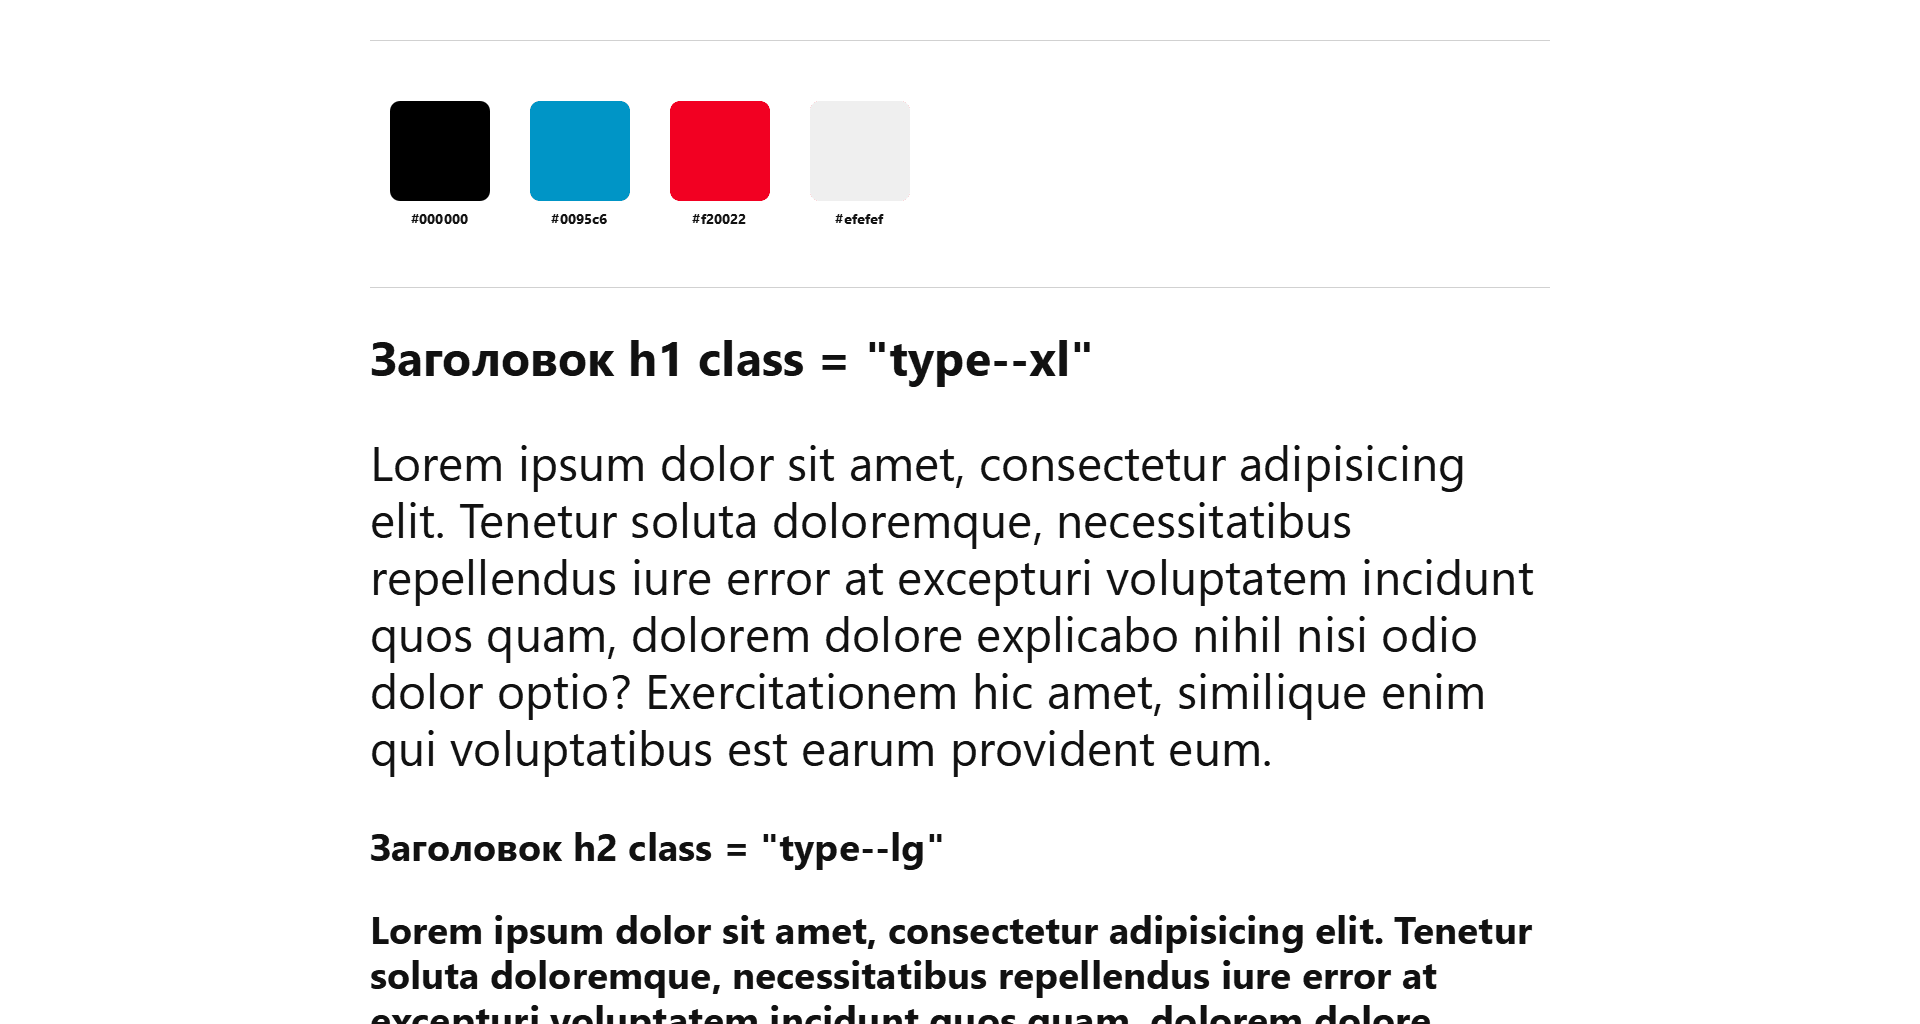 #000000 #0095c6 #f20022 #efefef
Заголовок h1 class = "type--xl"
Lorem ipsum dolor sit amet, consectetur adipisicing
elit. Tenetur soluta doloremque, necessitatibus
repellendus iure error at excepturi voluptatem incidunt
quos quam, dolorem dolore explicabo nihil nisi odio
dolor optio? Exercitationem hic amet, similique enim
qui voluptatibus est earum provident eum.
Заголовок h2 class = "type--lg"
Lorem ipsum dolor sit amet, consectetur adipisicing elit. Tenetur
soluta doloremque, necessitatibus repellendus iure error at
excepturi voluptatem incidunt quos quam, dolorem dolore